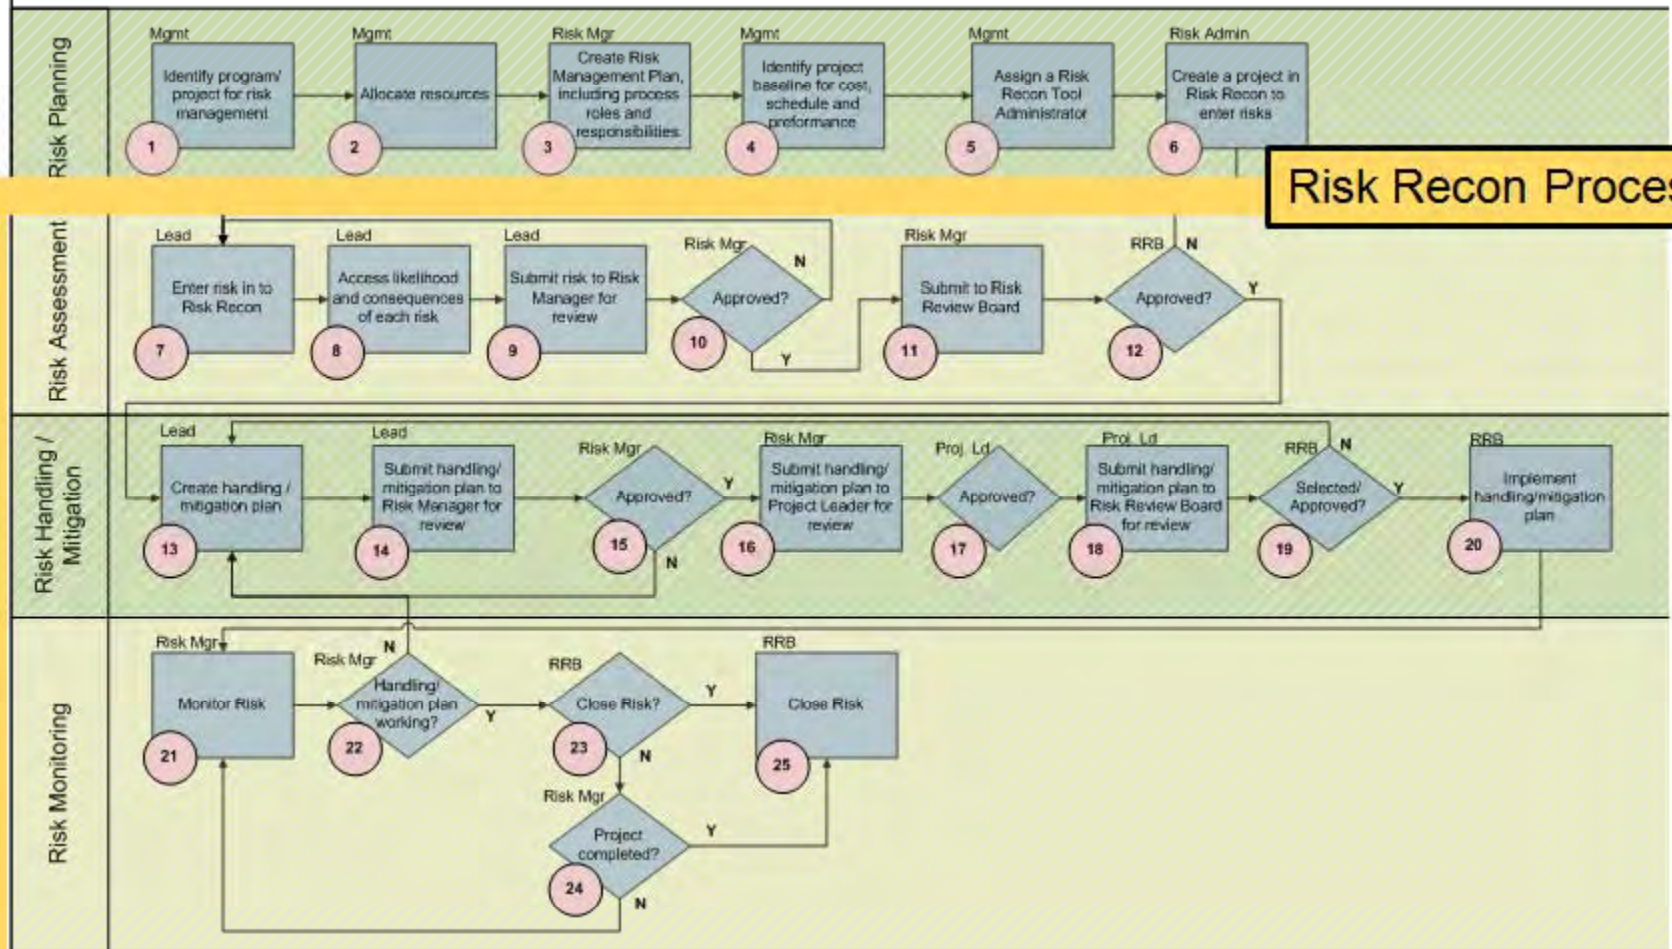 Risk Planning
Mgmt
Identify program/
project for risk
management
1
Mgmt
Allocate resources
2
Risk Mgr
Create Risk
Management Plan,
including process
roles and
responsibilities.
3
Mgmt
Identify project
baseline for cost,
schedule and
preformance
4
Mgmt
Assign a Risk
Recon Tool
Administrator
5
Risk Admin
Create a project in
Risk Recon to
enter risks
6
Risk Recon Proces
Risk Assessment
Lead
Enter risk in to
Risk Recon
7
Lead
Access likelihood
and consequences
of each risk
8
Lead
Submit risk to Risk
Manager for
review
9
Risk Mgr
Approved?
N
Y
10
Risk Mgr
Submit to Risk
Review Board
11
RRB
N
Approved?
Y
12
Risk Handling /
Mitigation
Lead
Create handling /
mitigation plan
13
Lead
Submit handling/
mitigation plan to
Risk Manager for
review
14
Risk Mgr
Approved?
Y
N
15
Risk Mgr
Submit handling/
mitigation plan to
Project Leader for
review
16
Proj. Ld
Approved?
17
Proj. Ld
Submit handling/
mitigation plan to
Risk Review Board
for review
18
RRB
N
Selected/
Approved?
Y
19
RRB
Implement
handling/mitigation
plan
20
Risk Monitoring
Risk Mgr
Monitor Risk
21
Risk Mgr
N
Handling/
mitigation plan
working?
Y
22
RRB
Close Risk?
Y
N
23
RRB
Close Risk
25
Risk Mgr
Project
completed?
Y
N
24